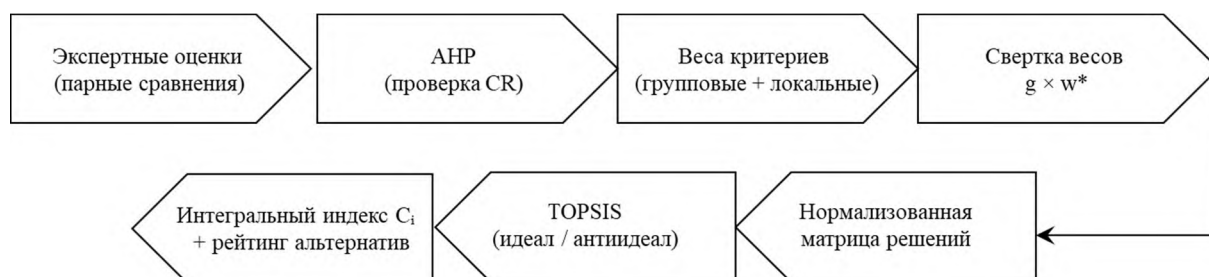 Экспертные оценки
(парные сравнения)
AHP
(проверка CR)
Веса критериев
(групповые + локальные)
Свертка весов
g × w*
Нормализованная
матрица решений
TOPSIS
(идеал / антиидеал)
Интегральный индекс Cᵢ
+ рейтинг альтернатив